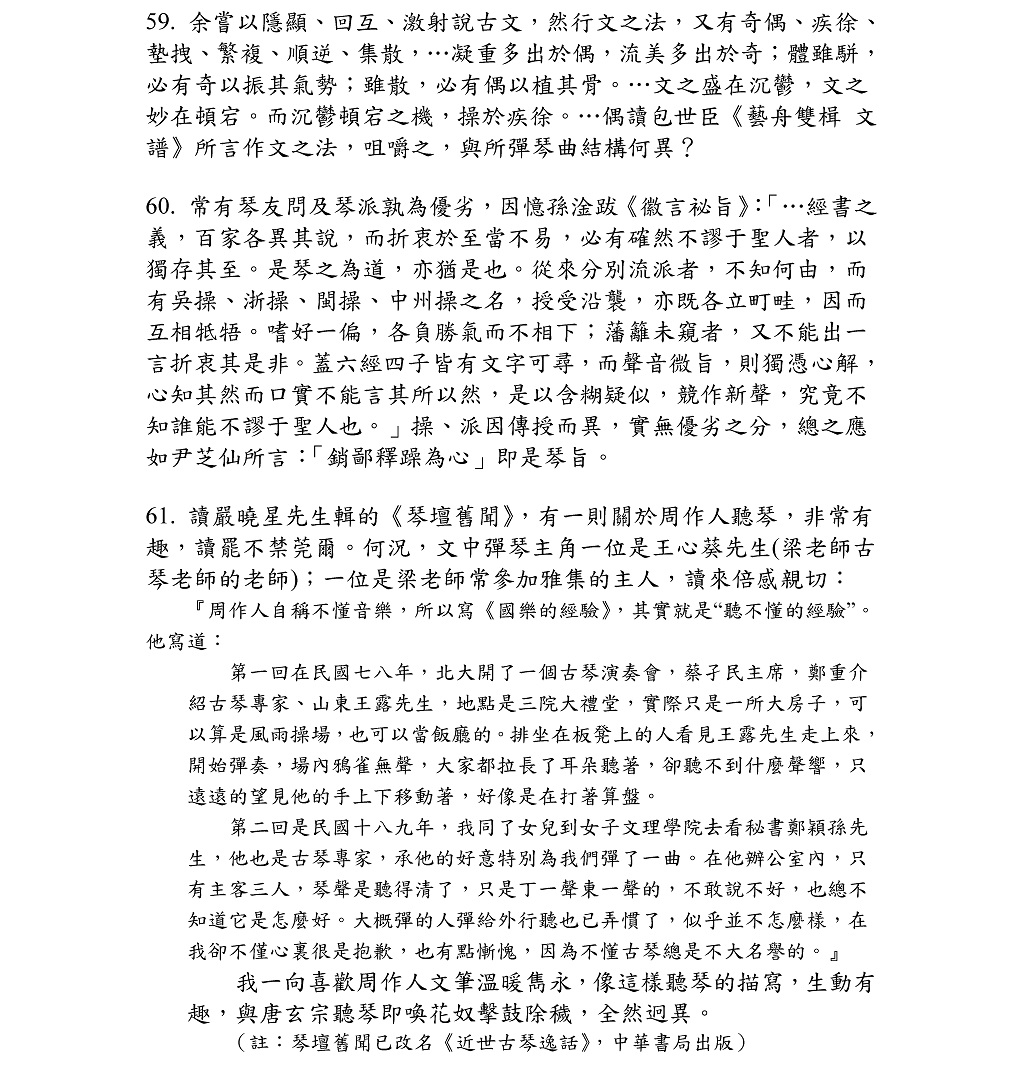 59. 余嘗以隱顯、回互、激射說古文，然行文之法，又有奇偶、疾徐、
墊拽、繁複、順逆、集散，…凝重多出於偶，流美多出於奇；體雖駢，
必有奇以振其氣勢；雖散，必有偶以植其骨。…文之盛在沉鬱，文之
妙在頓宕。而沉鬱頓宕之機，操於疾徐。…偶讀包世臣《藝舟雙楫 文
譜》所言作文之法，咀嚼之，與所彈琴曲結構何異？
60. 常有琴友問及琴派孰為優劣，因憶孫淦跋《徽言祕旨》：「…經書之
義，百家各異其說，而折衷於至當不易，必有確然不謬于聖人者，以
獨存其至。是琴之為道，亦猶是也。從來分別流派者，不知何由，而
有吳操、浙操、閩操、中州操之名，授受沿襲，亦既各立町畦，因而
互相牴牾。嗜好一偏，各負勝氣而不相下；藩籬未窺者，又不能出一
言折衷其是非。蓋六經四子皆有文字可尋，而聲音微旨，則獨憑心解，
心知其然而口實不能言其所以然，是以含糊疑似，競作新聲，究竟不
知誰能不謬于聖人也。」操、派因傳授而異，實無優劣之分，總之應
如尹芝仙所言：「銷鄙釋躁為心」即是琴旨。
61. 讀嚴曉星先生輯的《琴壇舊聞》，有一則關於周作人聽琴，非常有
趣，讀罷不禁莞爾。何況，文中彈琴主角一位是王心葵先生(梁老師古
琴老師的老師)；一位是梁老師常參加雅集的主人，讀來倍感親切：
『周作人自稱不懂音樂，所以寫《國樂的經驗》，其實就是“聽不懂的經驗”。
他寫道：
第一回在民國七八年，北大開了一個古琴演奏會，蔡孑民主席，鄭重介
紹古琴專家、山東王露先生，地點是三院大禮堂，實際只是一所大房子，可
以算是風雨操場，也可以當飯廳的。排坐在板凳上的人看見王露先生走上來，
開始彈奏，場內鴉雀無聲，大家都拉長了耳朵聽著，卻聽不到什麼聲響，只
遠遠的望見他的手上下移動著，好像是在打著算盤。
第二回是民國十八九年，我同了女兒到女子文理學院去看秘書鄭穎孫先
生，他也是古琴專家，承他的好意特別為我們彈了一曲。在他辦公室內，只
有主客三人，琴聲是聽得清了，只是丁一聲東一聲的，不敢說不好，也總不
知道它是怎麼好。大概彈的人彈給外行聽也已弄慣了，似乎並不怎麼樣，在
我卻不僅心裏很是抱歉，也有點慚愧，因為不懂古琴總是不大名譽的。』
我一向喜歡周作人文筆溫暖雋永，像這樣聽琴的描寫，生動有
趣，與唐玄宗聽琴即喚花奴擊鼓除穢，全然迥異。
（註：琴壇舊聞已改名《近世古琴逸話》，中華書局出版）